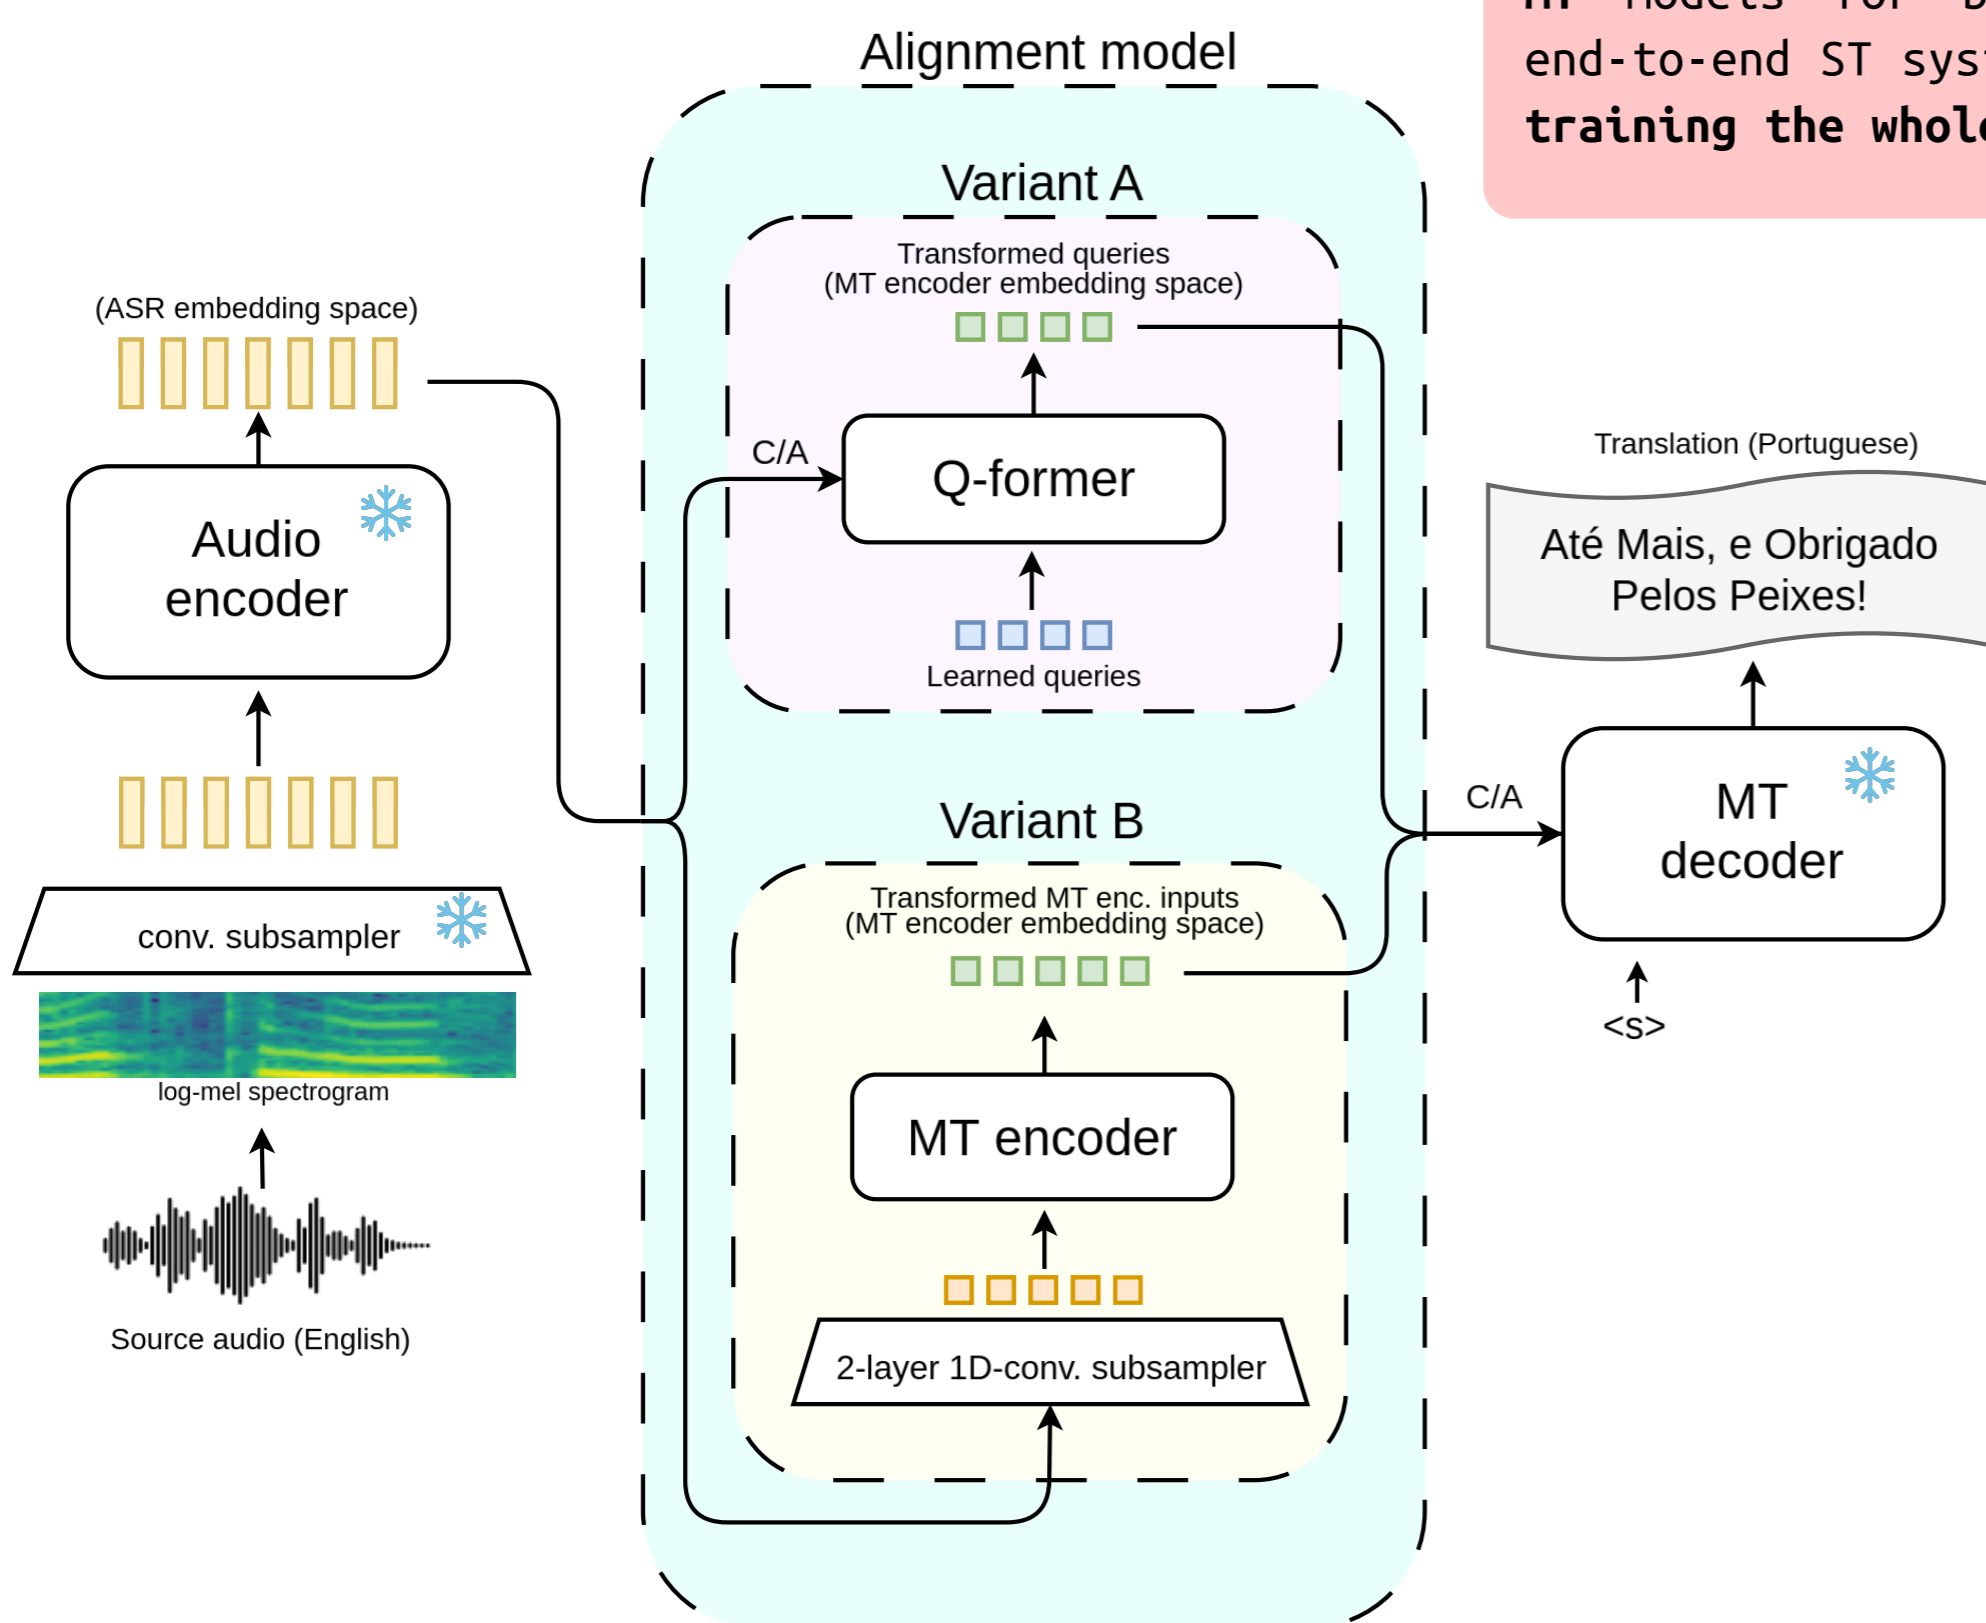 Models for
end-to-end ST
training the
Alignment model
Variant A
Transformed queries
(MT encoder embedding space)
C/A
Q-former
Learned queries
(ASR embedding space)
Audio
encoder
conv. subsampler
log-mel spectrogram
Source audio (English)
Variant B
Transformed MT enc. inputs
(MT encoder embedding space)
MT encoder
2-layer 1D-conv. subsampler
Translation (Portuguese)
Até Mais, e Obrigado
Pelos Peixes!
C/A
MT
decoder
<s>